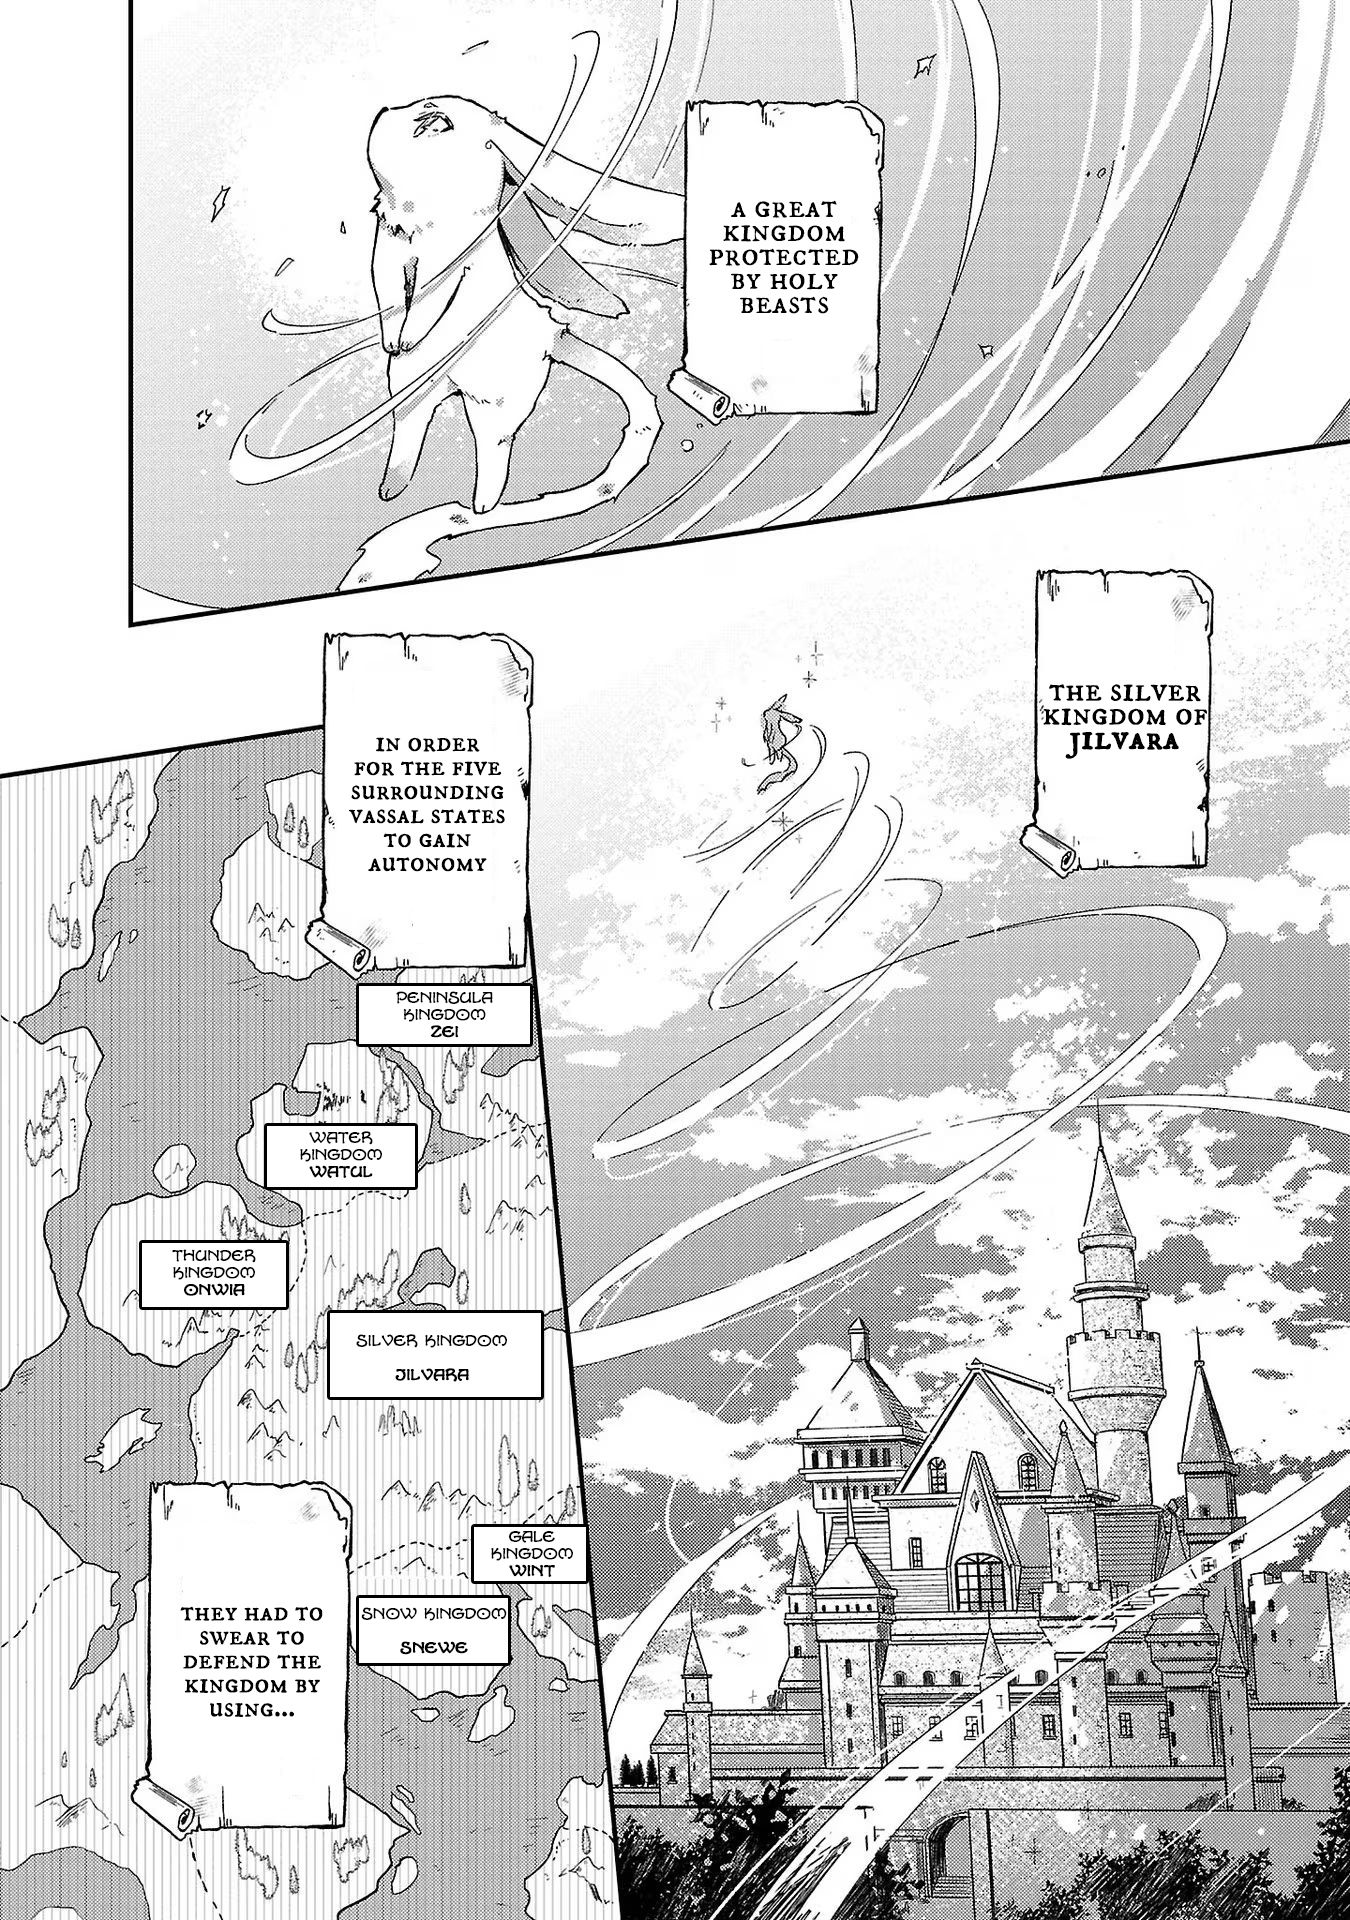 A GREAT
KINGDOM
PROTECTED
BY HOLY
BEASTS
THE SILVER
KINGDOM OF
JILVARA
IN ORDER
FOR THE FIVE
SURROUNDING
VASSAL STATES
TO GAIN
AUTONOMY
PENINSULA
KINGDOM
ZEI
WATER
KINGDOM
WATUL
THUNDER
KINGDOM
ONWIA
SILVER KINGDOM
JILVARA
GALE
KINGDOM
WINT
SNOW KINGDOM
SNEWE
THEY HAD TO
SWEAR TO
DEFEND THE
KINGDOM BY
USING...